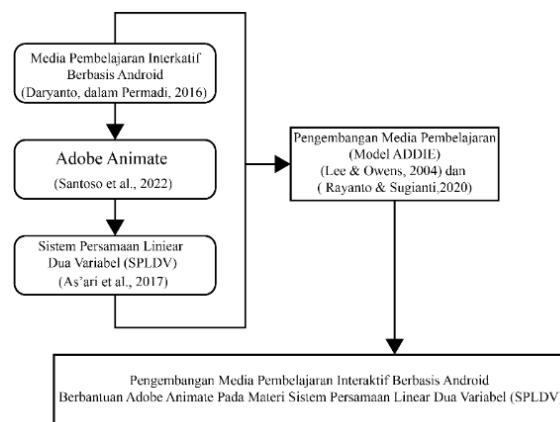 Media Pembelajaran Interkatif
Berbasis Android
(Daryanto, dalam Permadi, 2016)
Adobe Animate
(Santoso et al., 2022)
Sistem Persamaan Liniear
Dua Variabel (SPLDV)
(As'ari et al., 2017)
Pengembangan Media Pembelajaran
(Model ADDIE)
(Lee & Owens, 2004) dan
( Rayanto & Sugianti,2020)
Pengembangan Media Pembelajaran Interaktif Berbasis Android
Berbantuan Adobe Animate Pada Materi Sistem Persamaan Linear Dua Variabel (SPLDV